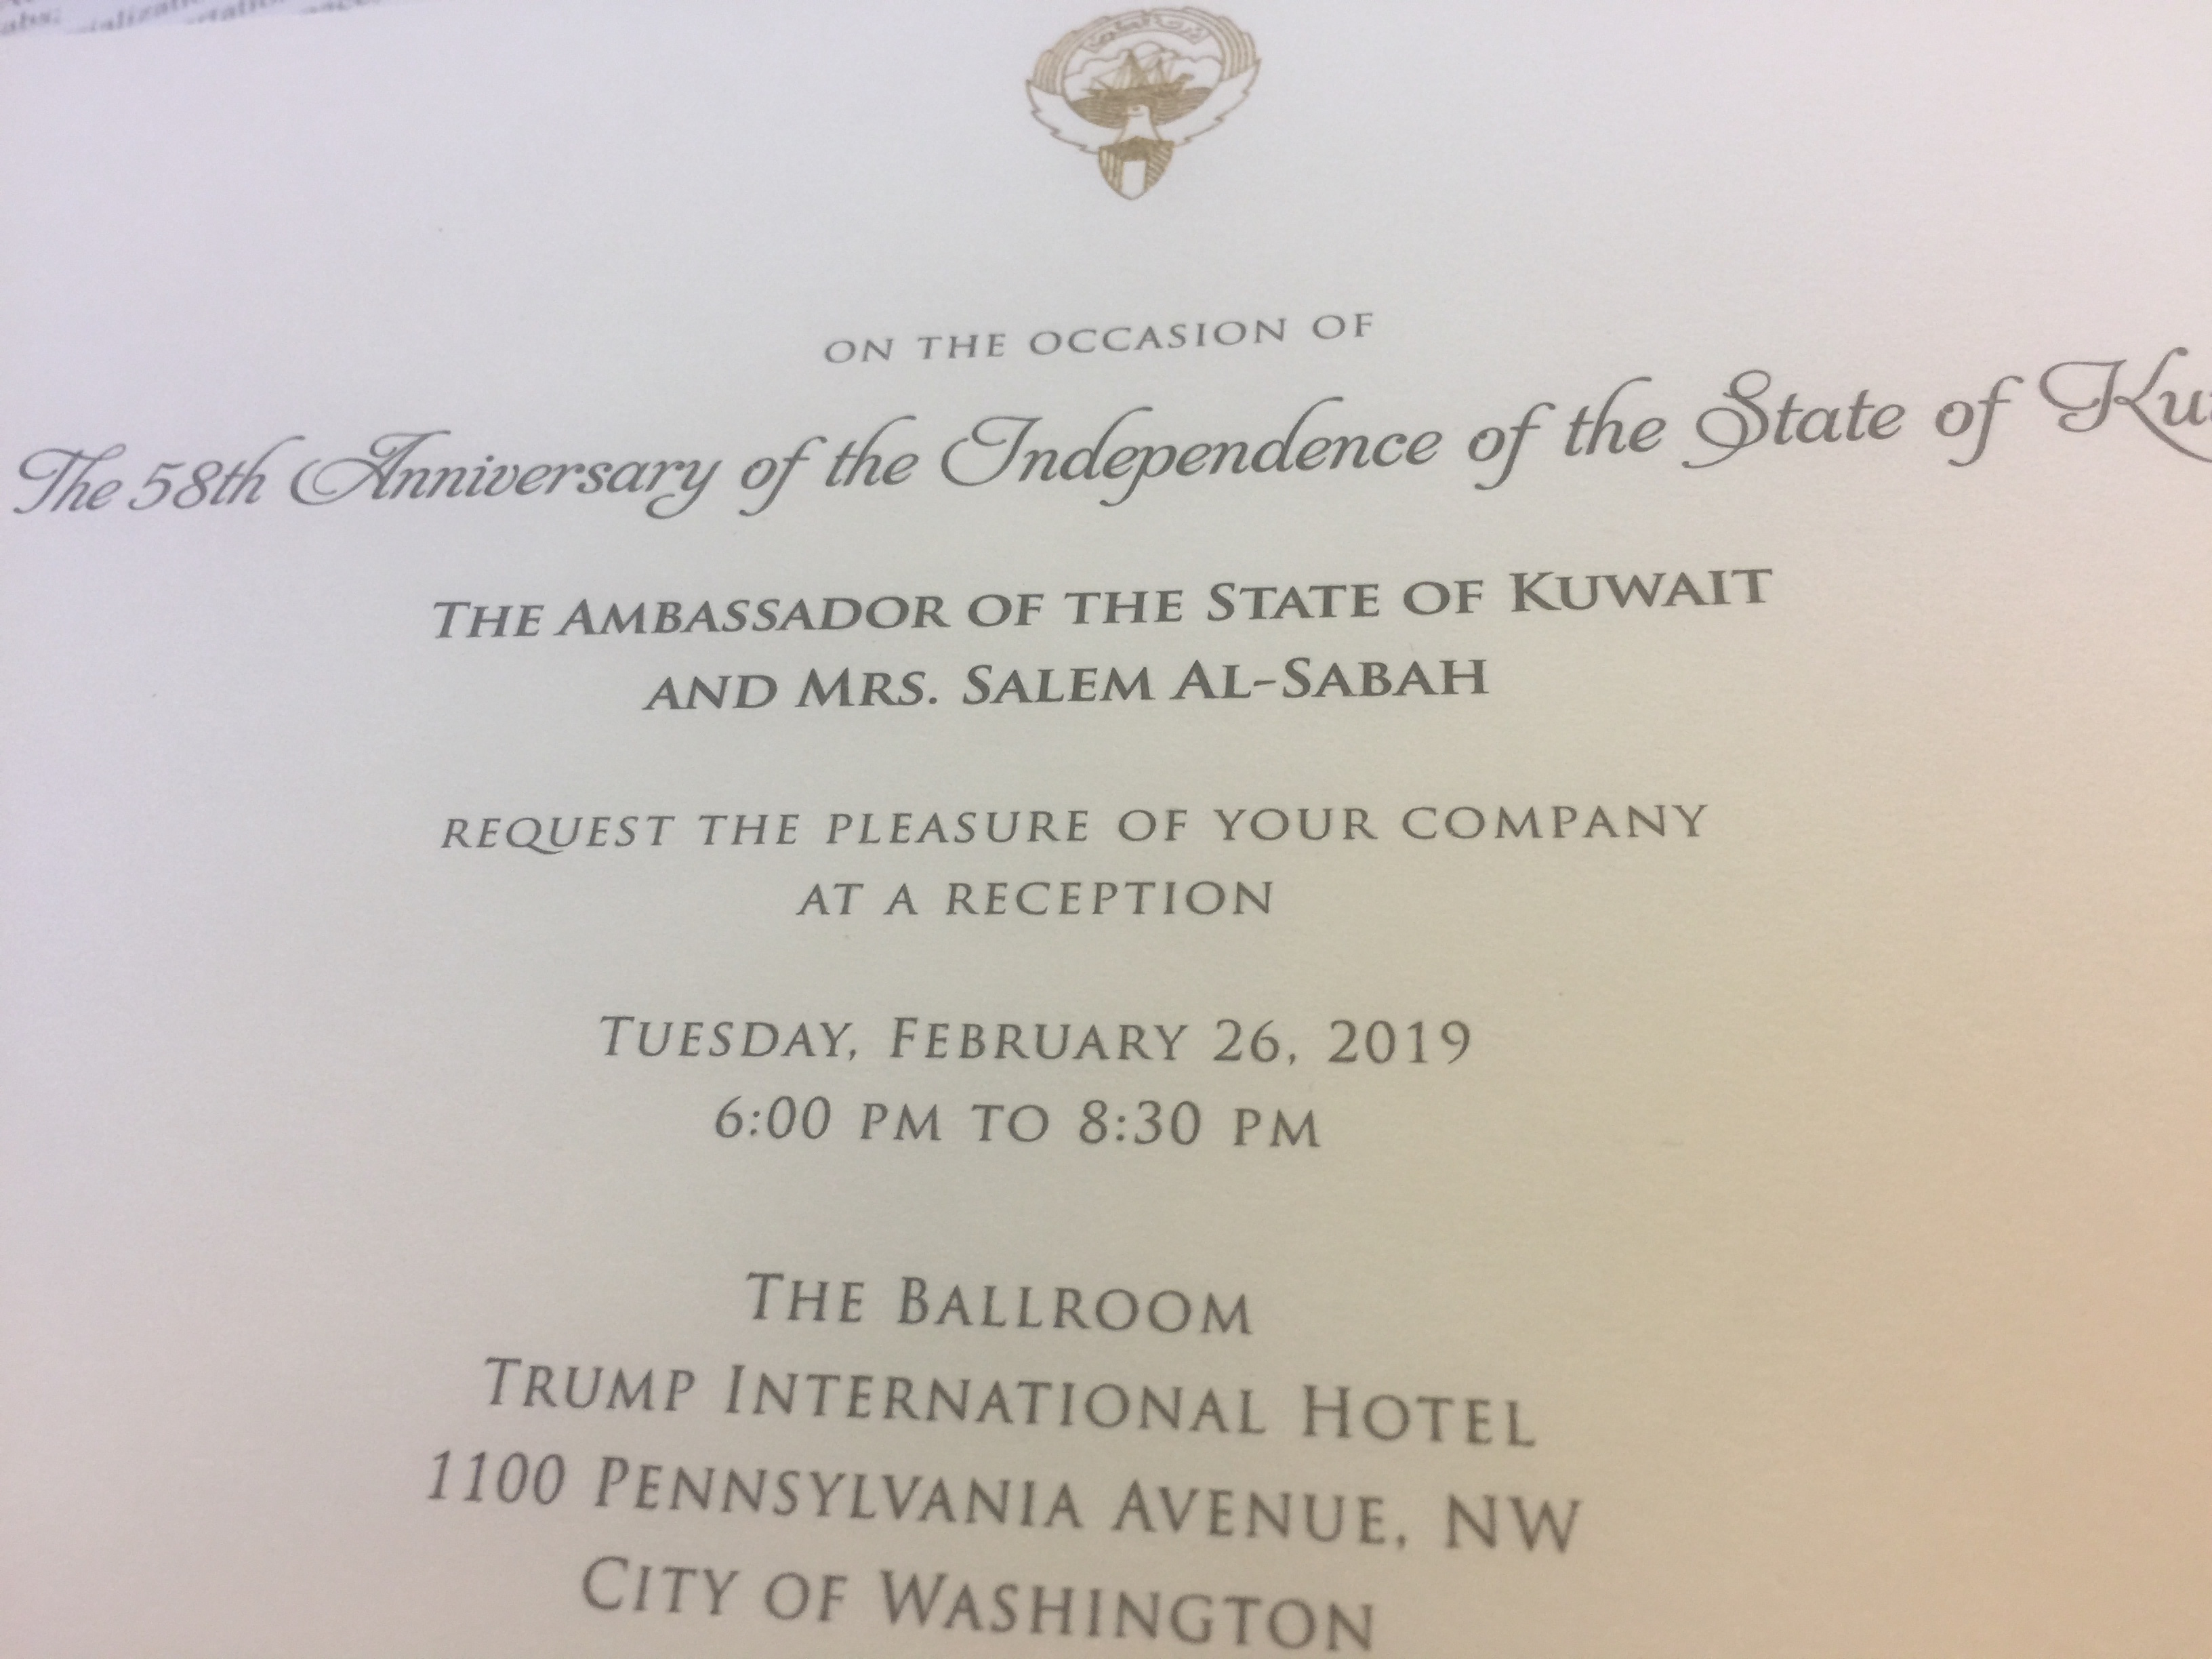 ON THE OCCASION OF
The 58th Anniversary of the Independence of the State of
THE AMBASSADOR OF THE STATE OF KUWAIT
AND MRS. SALEM AL-SABAH
REQUEST THE PLEASURE OF YOUR COMPANY
AT A RECEPTION
TUESDAY, FEBRUARY 26, 2019
6:00 PM TO 8:30 PM
THE BALLROOM
TRUMP INTERNATIONAL HOTEL
1100 PENNSYLVANIA AVENUE, NW
CITY OF WASHINGTON